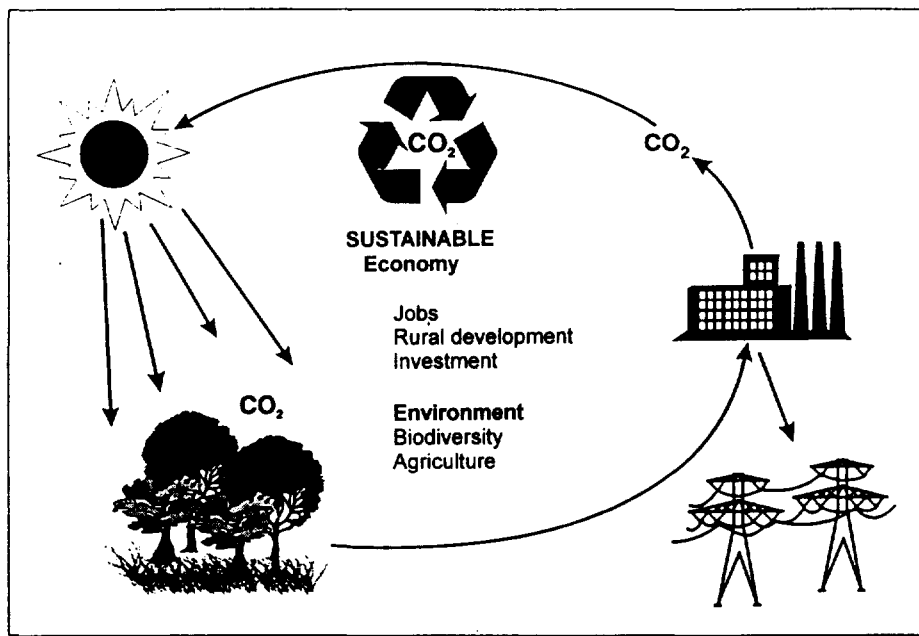 CO₂
CO₂
SUSTAINABLE
Economy
Jobs
Rural development
Investment
CO₂
Environment
Biodiversity
Agriculture